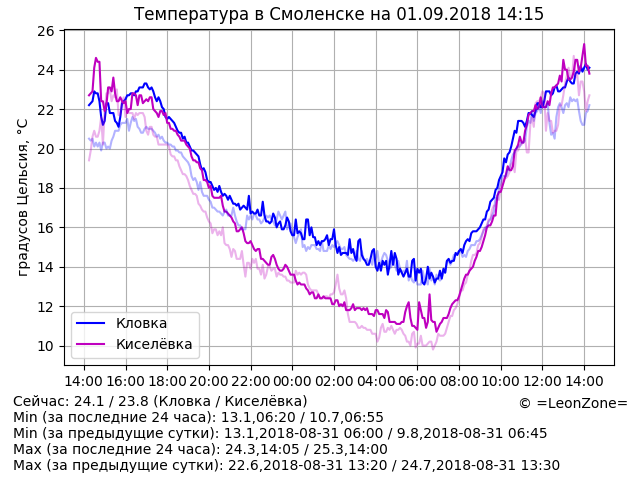 Температура в Смоленске на 01.09.2018 14:15
26
24
22
20
18
16
14
12
10
градусов Цельсия, °C
Кловка
Киселёвка
14:00 16:00 18:00 20:00 22:00 00:00 02:00 04:00 06:00 08:00 10:00 12:00 14:00
Сейчас: 24.1 / 23.8 (Кловка / Киселёвка)
© =LeonZone=
Min (за последние 24 часа): 13.1,06:20 / 10.7,06:55
Min (за предыдущие сутки): 13.1,2018-08-31 06:00 / 9.8,2018-08-31 06:45
Max (за последние 24 часа): 24.3,14:05 / 25.3,14:00
Max (за предыдущие сутки): 22.6,2018-08-31 13:20 / 24.7,2018-08-31 13:30